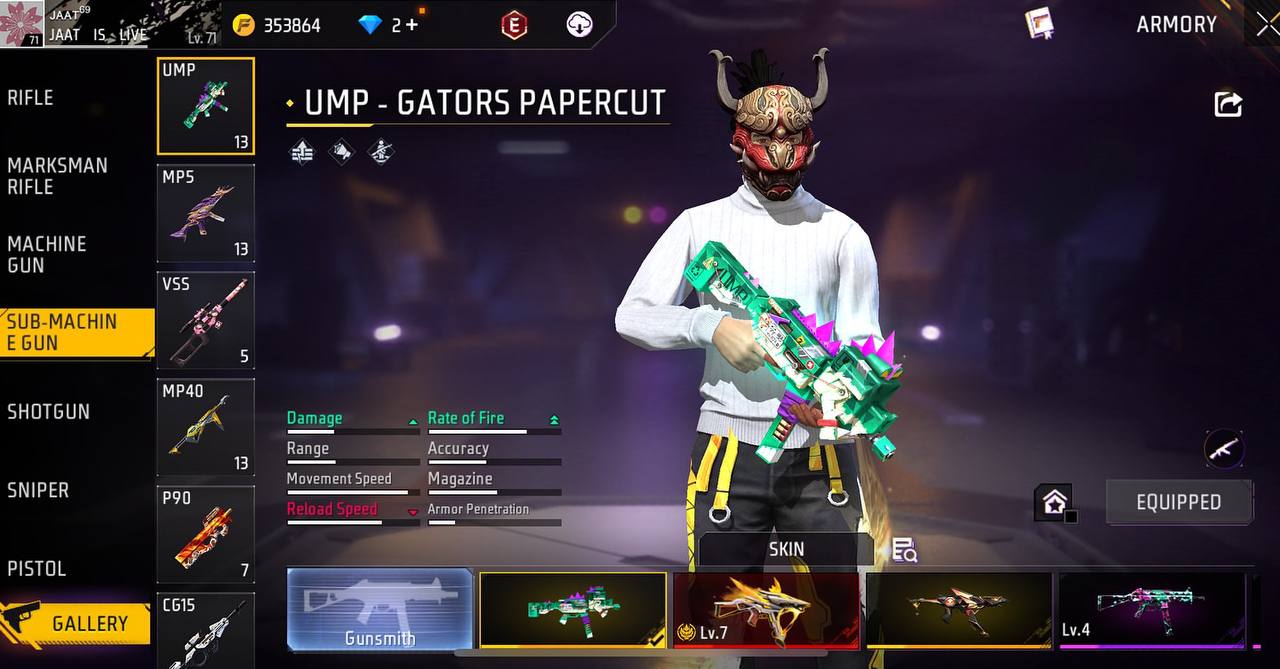 JAAT⁶⁹
71
JAAT IS LIVE
Lv. 71
353864
2 +
E
ARMORY
RIFLE
MARKSMAN
RIFLE
MACHINE
GUN
SUB-MACHIN
E GUN
SHOTGUN
SNIPER
PISTOL
GALLERY
UMP
13
MP5
13
VSS
5
MP40
13
P90
7
CG15
UMP - GATORS PAPERCUT
UMP
Damage
Rate of Fire
Range
Accuracy
Movement Speed
Magazine
Reload Speed
Armor Penetration
EQUIPPED
SKIN
Gunsmith
Lv.7
Lv.4